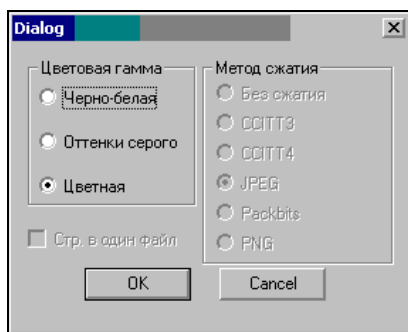 Dialog
Цветовая гамма
Черно-белая
Оттенки серого
Цветная
Стр. в один файл
Метод сжатия
Без сжатия
CCITT3
CCITT4
JPEG
Packbits
PNG
OK
Cancel